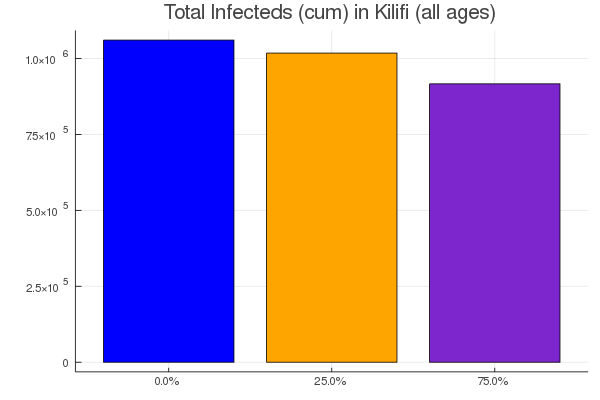 Total Infecteds (cum) in Kilifi (all ages)
1.0×10⁶
7.5×10⁵
5.0×10⁵
2.5×10⁵
0
0.0% 25.0% 75.0%